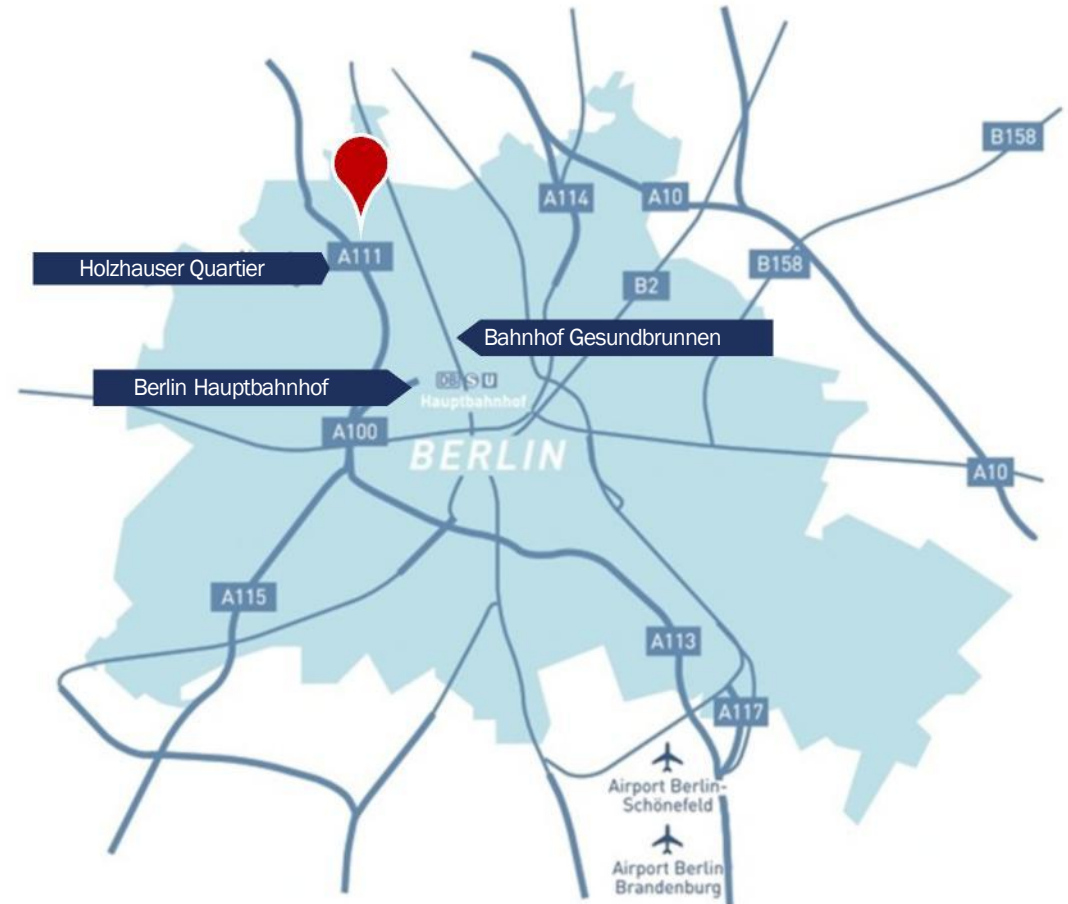 B158
A114
A10
A111
Holzhauser Quartier
B158
B2
Bahnhof Gesundbrunnen
Berlin Hauptbahnhof
DB S U
Hauptbahnhof
A100
BERLIN
A10
A115
A113
A117
Airport Berlin-
Schönefeld
Airport Berlin
Brandenburg